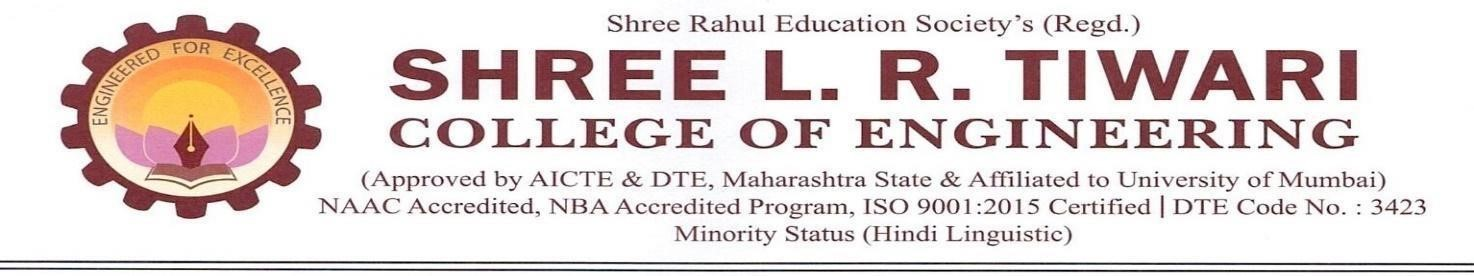 ENGINEERED FOR EXCELLENCE
Shree Rahul Education Society’s (Regd.)
SHREE L. R. TIWARI
COLLEGE OF ENGINEERING
(Approved by AICTE & DTE, Maharashtra State & Affiliated to University of Mumbai)
NAAC Accredited, NBA Accredited Program, ISO 9001:2015 Certified | DTE Code No. : 3423
Minority Status (Hindi Linguistic)